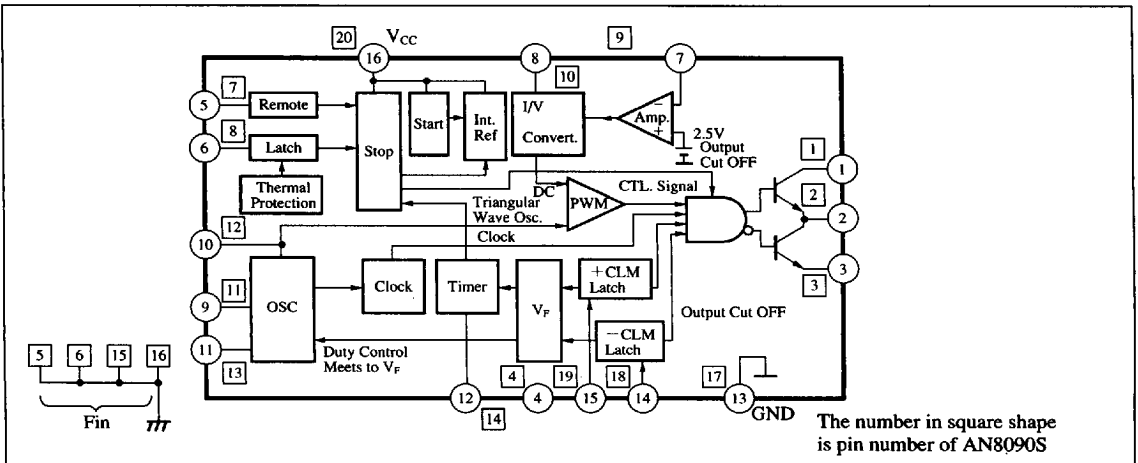 20 VCC 9
16 8 10 7
7 5 Remote
8 6 Latch
Thermal
Protection
Stop
Start
Int.
Ref
I/V
Convert.
Amp.
−
+
2.5V
Output
Cut OFF
DC
PWM
CTL. Signal
Triangular
Wave Osc.
Clock
1 1
2 2
3 3
12
10
11
9
11
13
OSC
Clock
Timer
VF
+CLM
Latch
−CLM
Latch
Output Cut OFF
Duty Control
Meets to VF
5 6 15 16
Fin
12 14
4 4
19 15
18 14
17 13 GND
The number in square shape
is pin number of AN8090S